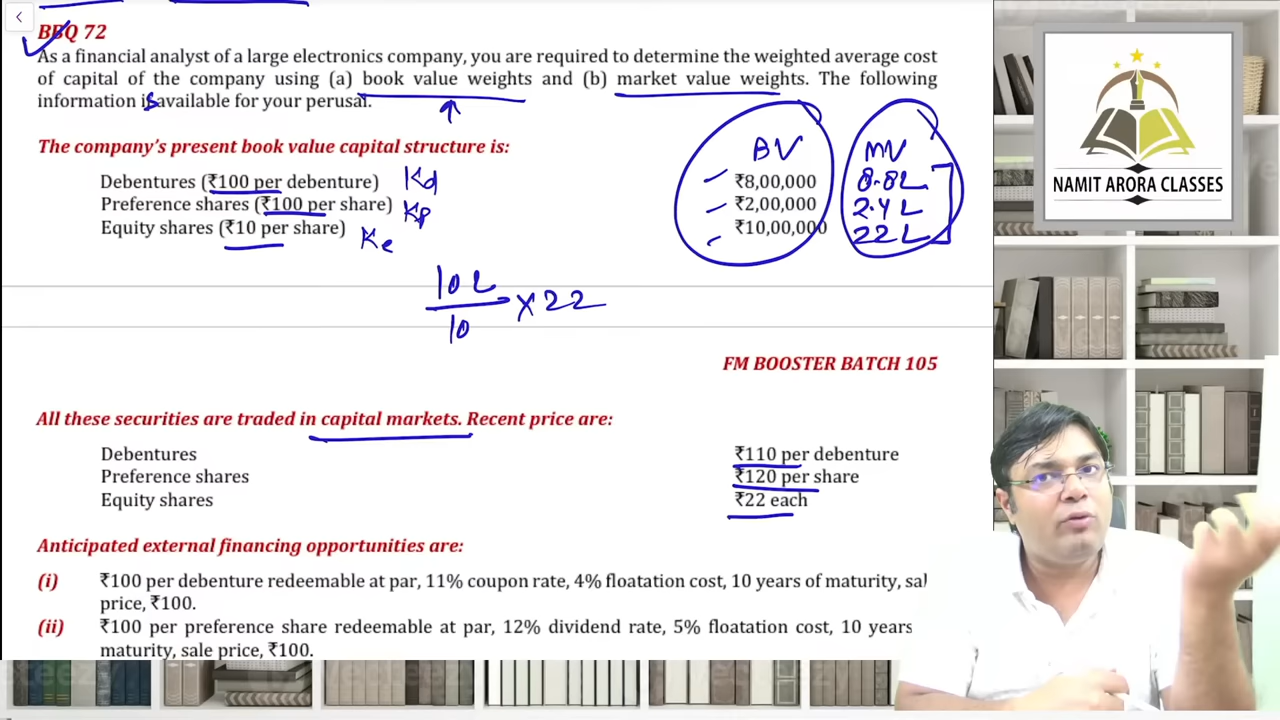 BBQ 72
As a financial analyst of a large electronics company, you are required to determine the weighted average cost
of capital of the company using (a) book value weights and (b) market value weights. The following
information is available for your perusal.
The company's present book value capital structure is:
BV MV
Debentures (₹100 per debenture) Kd ₹8,00,000 8.8L
Preference shares (₹100 per share) Kp ₹2,00,000 2.4L
Equity shares (₹10 per share) Ke ₹10,00,000 22L
10L
10
×22
FM BOOSTER BATCH 105
All these securities are traded in capital markets. Recent price are:
Debentures ₹110 per debenture
Preference shares ₹120 per share
Equity shares ₹22 each
Anticipated external financing opportunities are:
(i) ₹100 per debenture redeemable at par, 11% coupon rate, 4% floatation cost, 10 years of maturity,
price, ₹100.
(ii) ₹100 per preference share redeemable at par, 12% dividend rate, 5% floatation cost, 10 years
maturity, sale price, ₹100.
NAMIT ARORA CLASSES